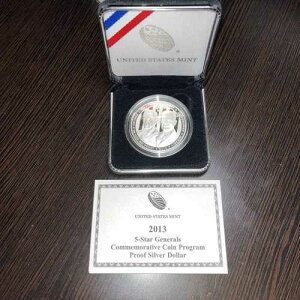 UNITED STATES MINT
UNITED STATES MINT
2013
5-Star Generals
Commemorative Coin Program
Proof Silver Dollar